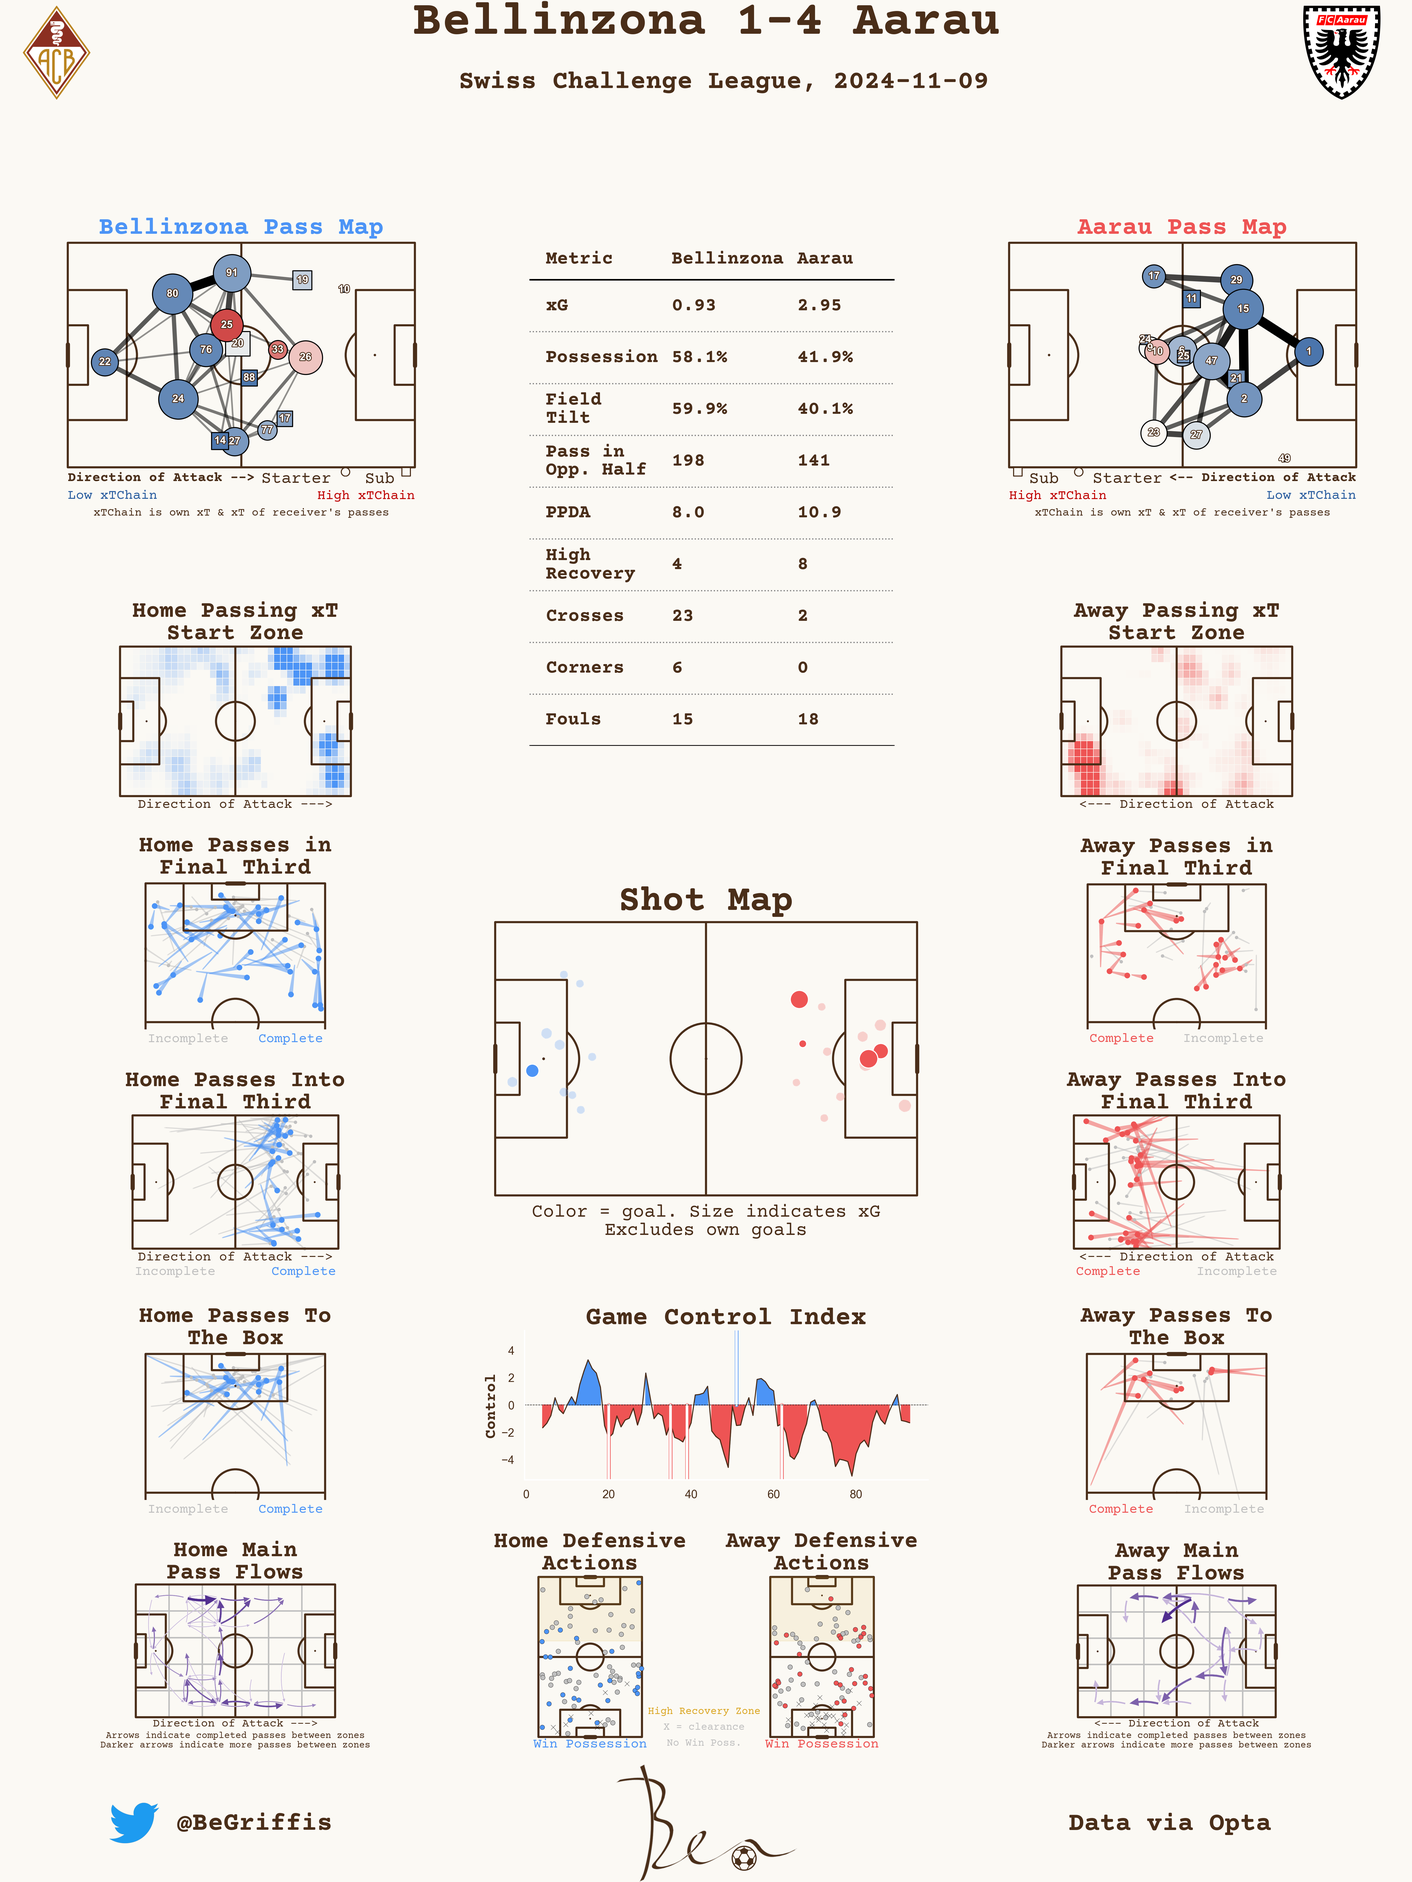 Bellinzona 1-4 Aarau
Swiss Challenge League, 2024-11-09
ACB
FC Aarau
Bellinzona Pass Map
91
19
10
80
25
20
76
33
26
22
88
24
17
77
14
27
Direction of Attack --> Starter Sub
Low xTChain High xTChain
xTChain is own xT & xT of receiver's passes
Metric Bellinzona Aarau
xG 0.93 2.95
Possession 58.1% 41.9%
Field
Tilt 59.9% 40.1%
Pass in
Opp. Half 198 141
PPDA 8.0 10.9
High
Recovery 4 8
Crosses 23 2
Corners 6 0
Fouls 15 18
Aarau Pass Map
17
29
11
15
24
10
6
25
47
1
21
2
23
27
49
Sub Starter <-- Direction of Attack
High xTChain Low xTChain
xTChain is own xT & xT of receiver's passes
Home Passing xT
Start Zone
Direction of Attack --->
Away Passing xT
Start Zone
<--- Direction of Attack
Home Passes in
Final Third
Incomplete Complete
Away Passes in
Final Third
Complete Incomplete
Shot Map
Color = goal. Size indicates xG
Excludes own goals
Home Passes Into
Final Third
Direction of Attack --->
Incomplete Complete
Away Passes Into
Final Third
<--- Direction of Attack
Complete Incomplete
Home Passes To
The Box
Incomplete Complete
Game Control Index
Control
4
2
0
−2
−4
0 20 40 60 80
Away Passes To
The Box
Complete Incomplete
Home Main
Pass Flows
Direction of Attack --->
Arrows indicate completed passes between zones
Darker arrows indicate more passes between zones
Home Defensive
Actions
Win Possession
Away Defensive
Actions
Win Possession
High Recovery Zone
X = clearance
No Win Poss.
Away Main
Pass Flows
<--- Direction of Attack
Arrows indicate completed passes between zones
Darker arrows indicate more passes between zones
@BeGriffis
Ben
Data via Opta